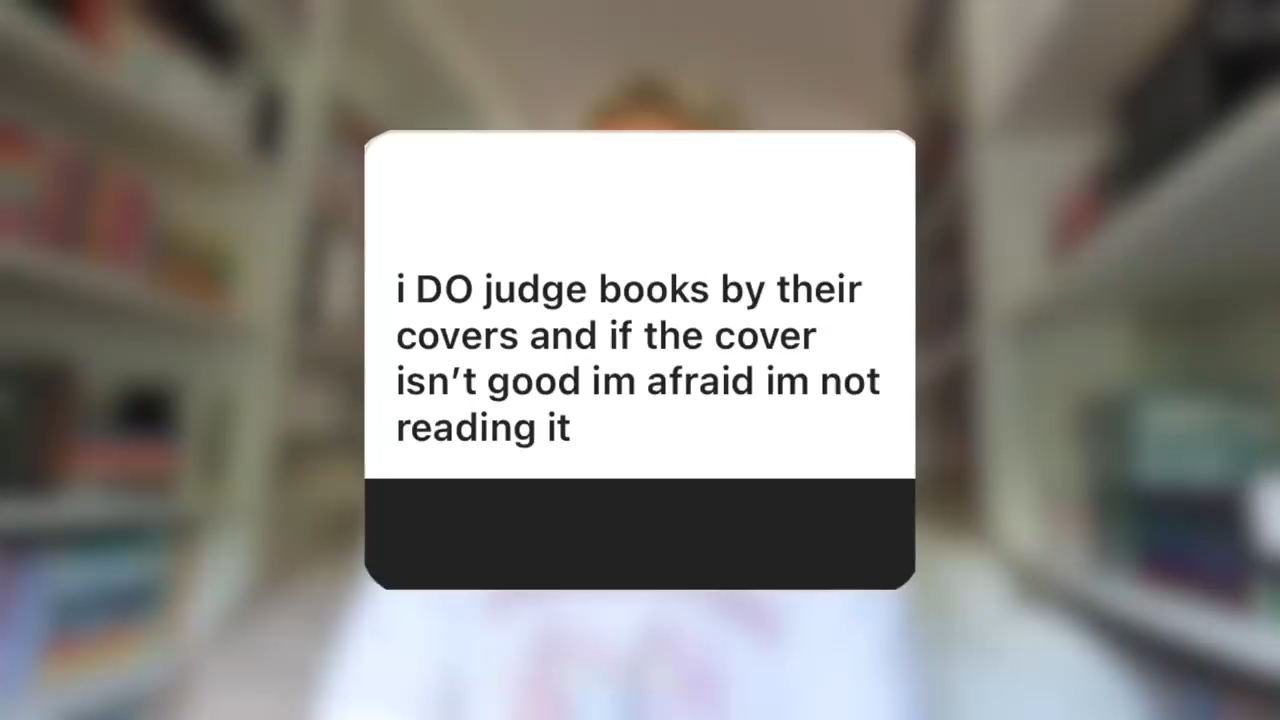 i DO judge books by their
covers and if the cover
isn’t good im afraid im not
reading it